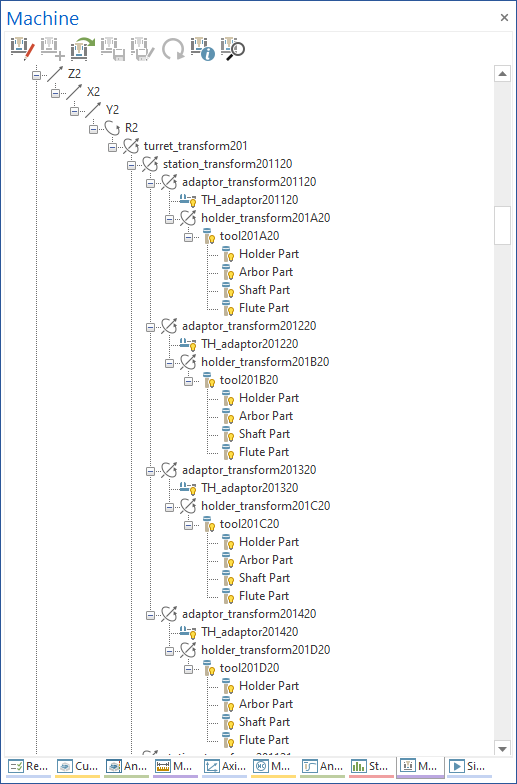 Machine
Z2
X2
Y2
R2
turret_transform201
station_transform201120
adaptor_transform201120
TH_adaptor201120
holder_transform201A20
tool201A20
Holder Part
Arbor Part
Shaft Part
Flute Part
adaptor_transform201220
TH_adaptor201220
holder_transform201B20
tool201B20
Holder Part
Arbor Part
Shaft Part
Flute Part
adaptor_transform201320
TH_adaptor201320
holder_transform201C20
tool201C20
Holder Part
Arbor Part
Shaft Part
Flute Part
adaptor_transform201420
TH_adaptor201420
holder_transform201D20
tool201D20
Holder Part
Arbor Part
Shaft Part
Flute Part
Re... Cu... An... M... Axi... M... An... St... M... Si...